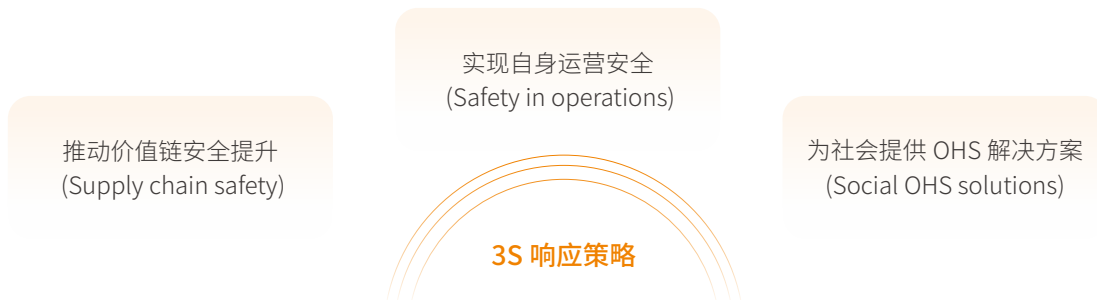 实现自身运营安全
(Safety in operations)
推动价值链安全提升
(Supply chain safety)
为社会提供 OHS 解决方案
(Social OHS solutions)
3S 响应策略